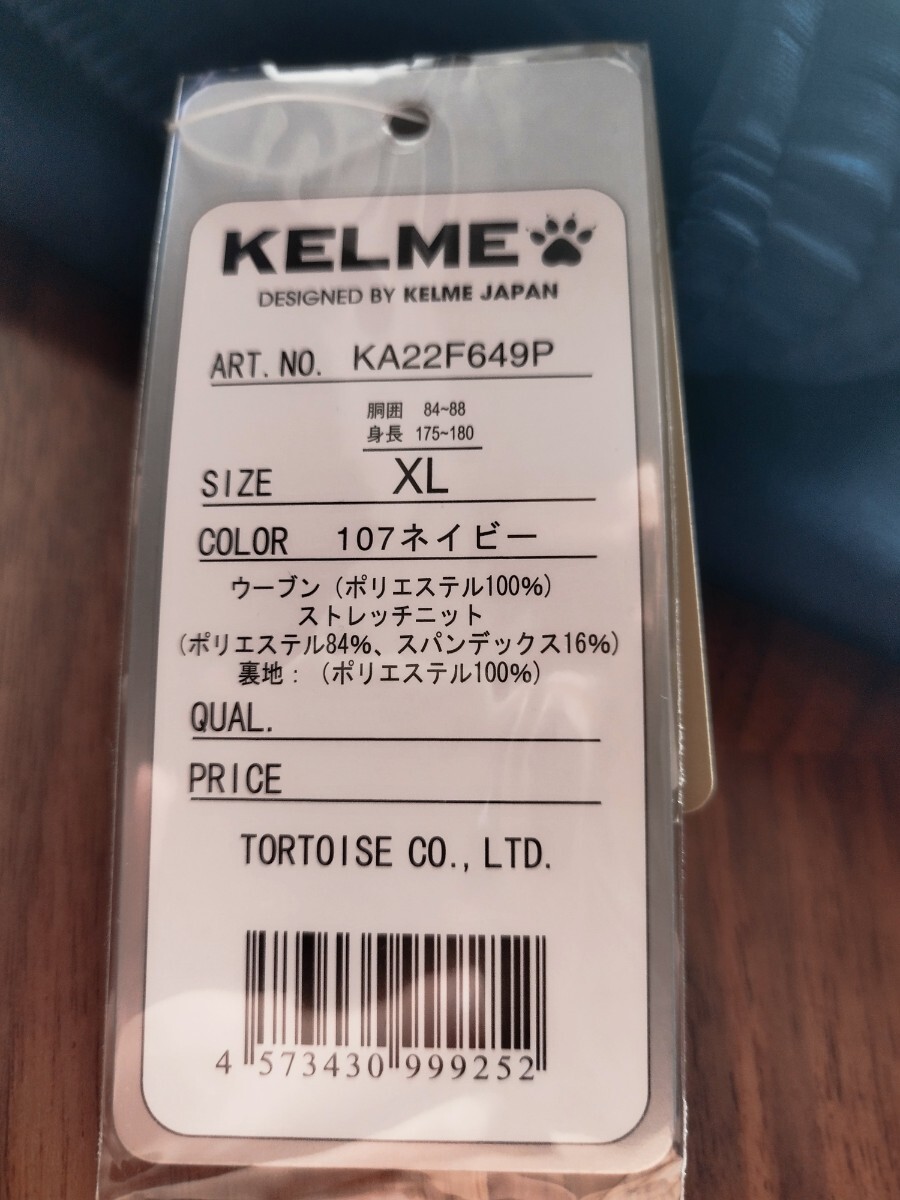 KELME
DESIGNED BY KELME JAPAN
ART.NO. KA22F649P
胴囲 84~88
身長 175~180
SIZE XL
COLOR 107ネイビー
ウーブン（ポリエステル100%）
ストレッチニット
（ポリエステル84%、スパンデックス16%）
裏地：（ポリエステル100%）
QUAL.
PRICE
TORTOISE CO., LTD.
4 573430 999252